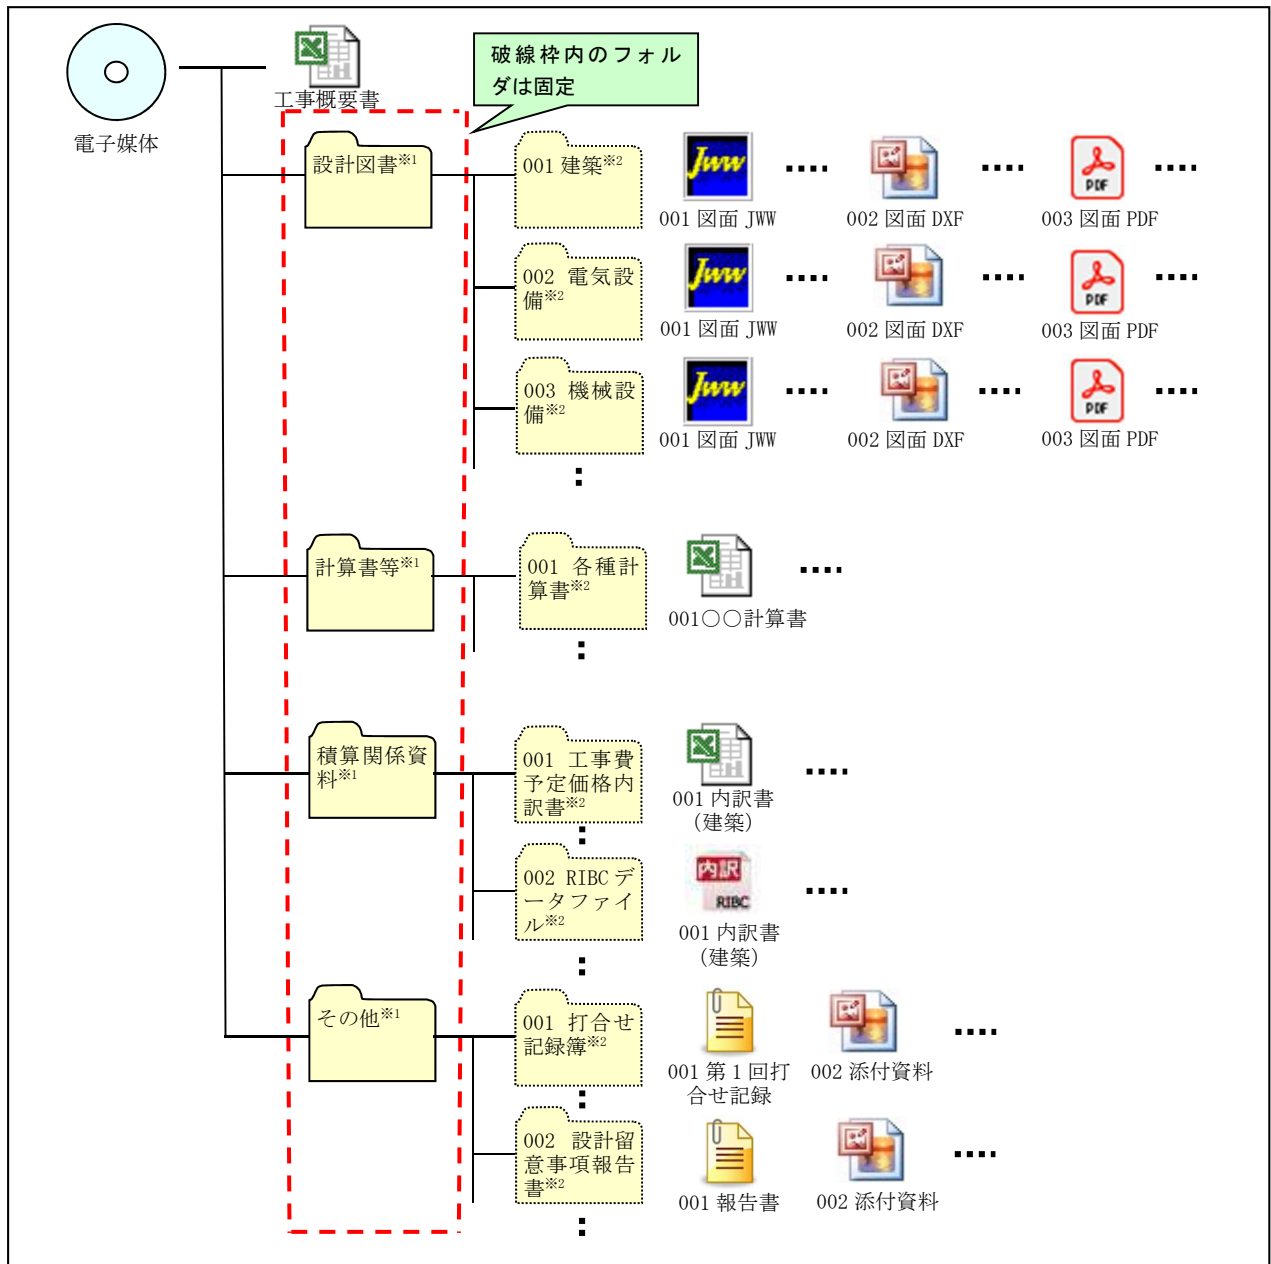 破線枠内のフォル
ダは固定
工事概要書
電子媒体
設計図書※1
001 建築※2
Jww
PDF
001 図面 JWW
002 図面 DXF
003 図面 PDF
002 電気設
備※2
Jww
PDF
001 図面 JWW
002 図面 DXF
003 図面 PDF
003 機械設
備※2
Jww
PDF
001 図面 JWW
002 図面 DXF
003 図面 PDF
計算書等※1
001 各種計
算書※2
001○○計算書
積算関係資
料※1
001 工事費
予定価格内
訳書※2
001 内訳書
(建築)
002 RIBC デ
ータファイ
ル※2
内訳
RIBC
001 内訳書
(建築)
その他※1
001 打合せ
記録簿※2
001 第 1 回打
合せ記録
002 添付資料
002 設計留
意事項報告
書※2
001 報告書
002 添付資料